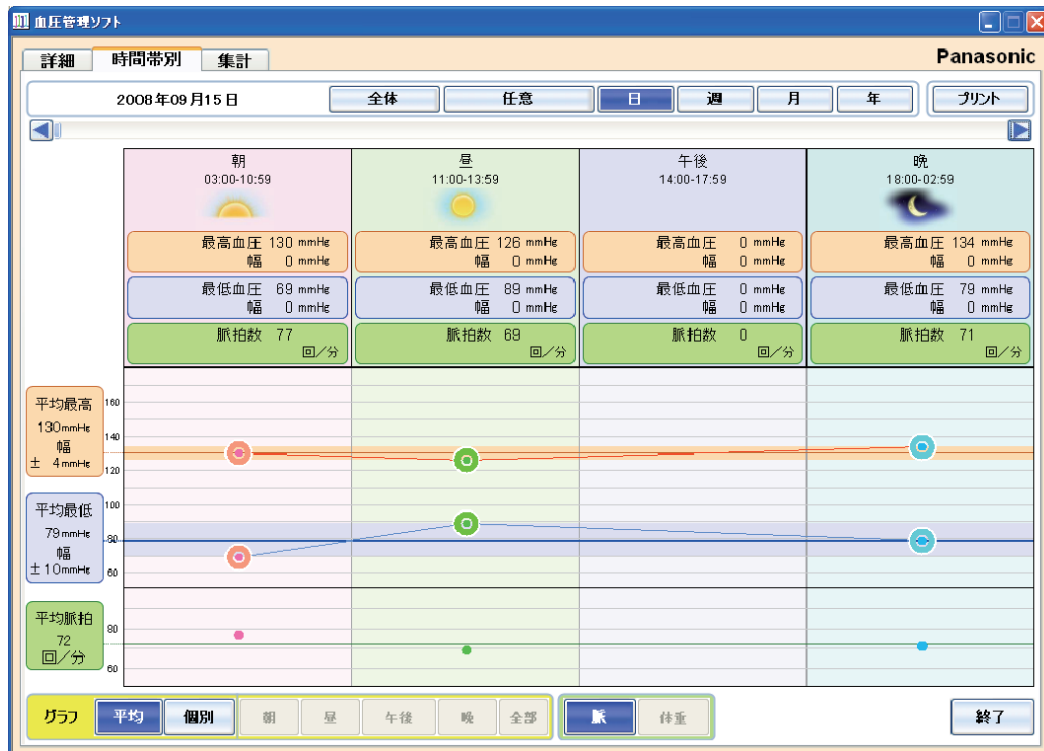 血圧管理ソフト
詳細 時間帯別 集計 Panasonic
2008年09月15日 全体 任意 日 週 月 年 プリント
朝 昼 午後 晩
03:00-10:59 11:00-13:59 14:00-17:59 18:00-02:59
最高血圧 130 mmHg 最高血圧 126 mmHg 最高血圧 0 mmHg 最高血圧 134 mmHg
幅 0 mmHg 幅 0 mmHg 幅 0 mmHg 幅 0 mmHg
最低血圧 69 mmHg 最低血圧 89 mmHg 最低血圧 0 mmHg 最低血圧 79 mmHg
幅 0 mmHg 幅 0 mmHg 幅 0 mmHg 幅 0 mmHg
脈拍数 77 脈拍数 69 脈拍数 0 脈拍数 71
回/分 回/分 回/分 回/分
平均最高
130mmHg
幅
± 4mmHg
160
140
120
平均最低
79mmHg
幅
±10mmHg
100
80
60
平均脈拍
72
回/分
80
60
グラフ 平均 個別 朝 昼 午後 晩 全部 脈 体重 終了